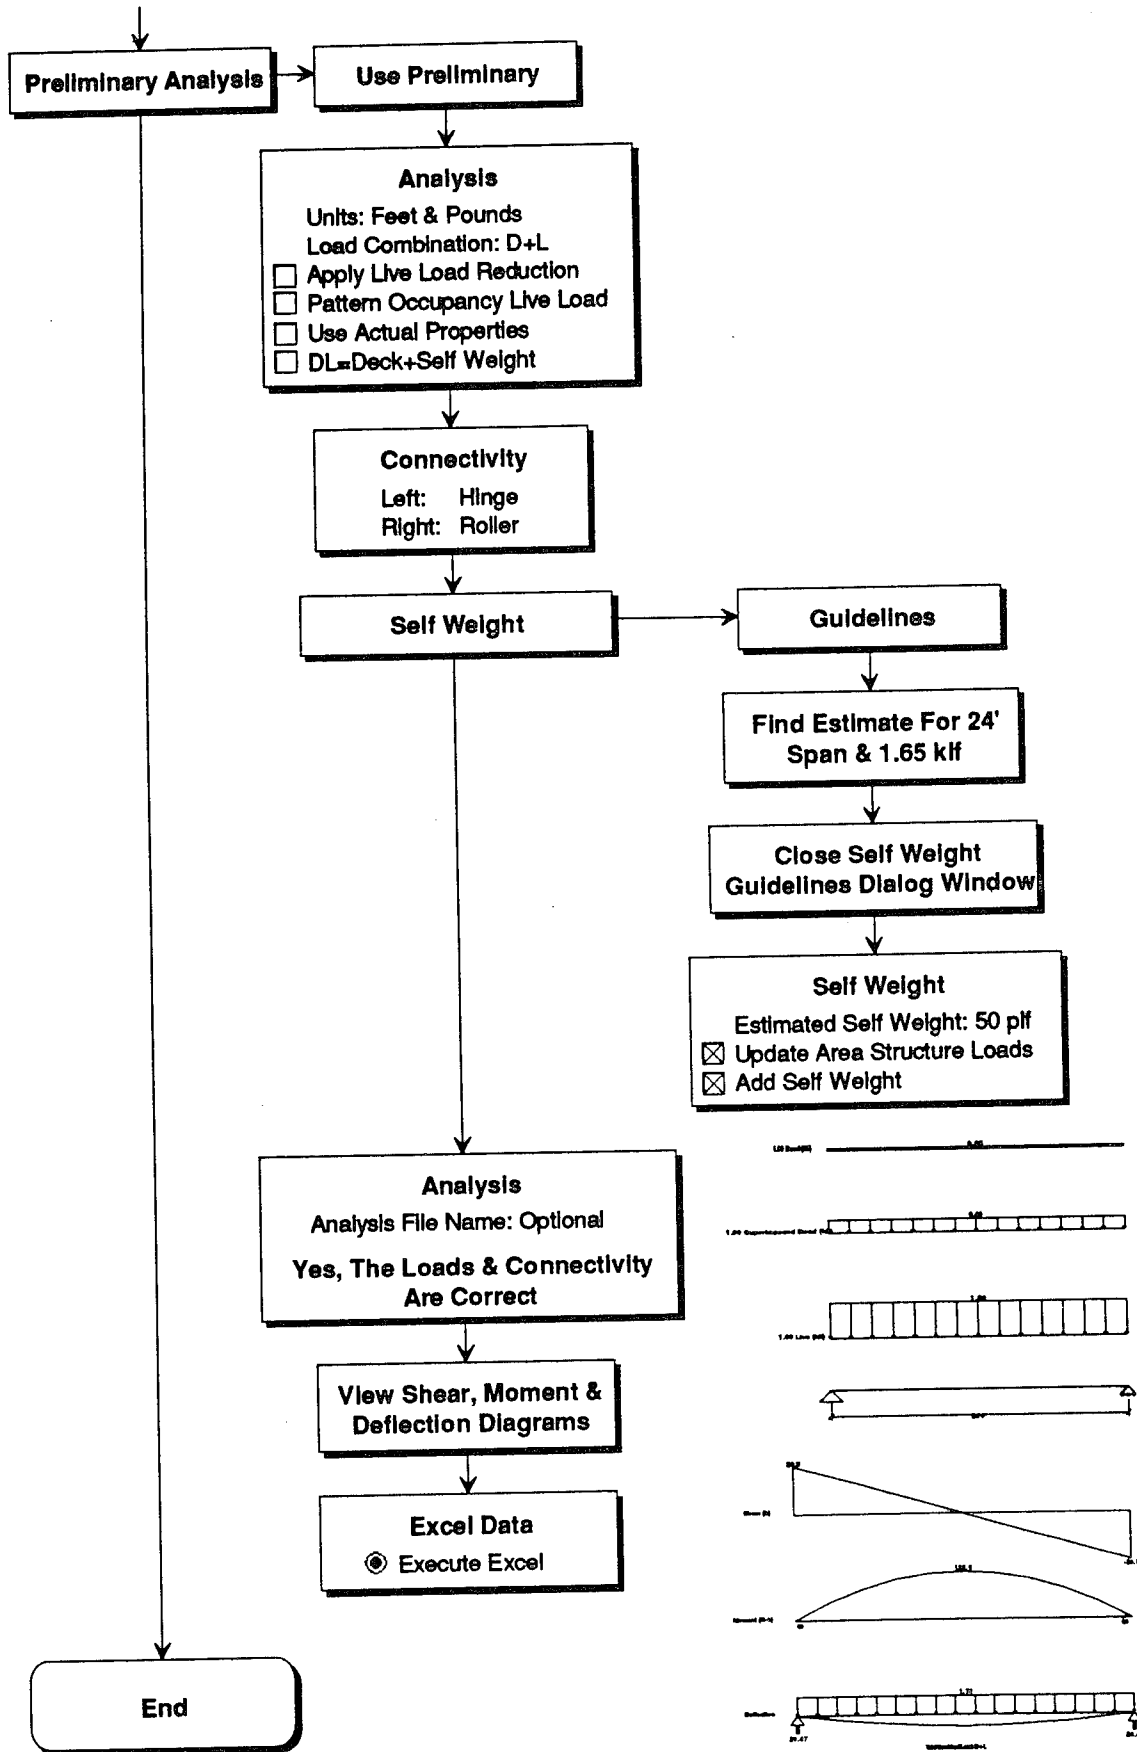 Preliminary Analysis
Use Preliminary
Analysis
Units: Feet & Pounds
Load Combination: D+L
Apply Live Load Reduction
Pattern Occupancy Live Load
Use Actual Properties
DL=Deck+Self Weight
Connectivity
Left: Hinge
Right: Roller
Self Weight
Guidelines
Find Estimate For 24'
Span & 1.65 klf
Close Self Weight
Guidelines Dialog Window
Self Weight
Estimated Self Weight: 50 plf
Update Area Structure Loads
Add Self Weight
Analysis
Analysis File Name: Optional
Yes, The Loads & Connectivity
Are Correct
View Shear, Moment &
Deflection Diagrams
Excel Data
Execute Excel
End